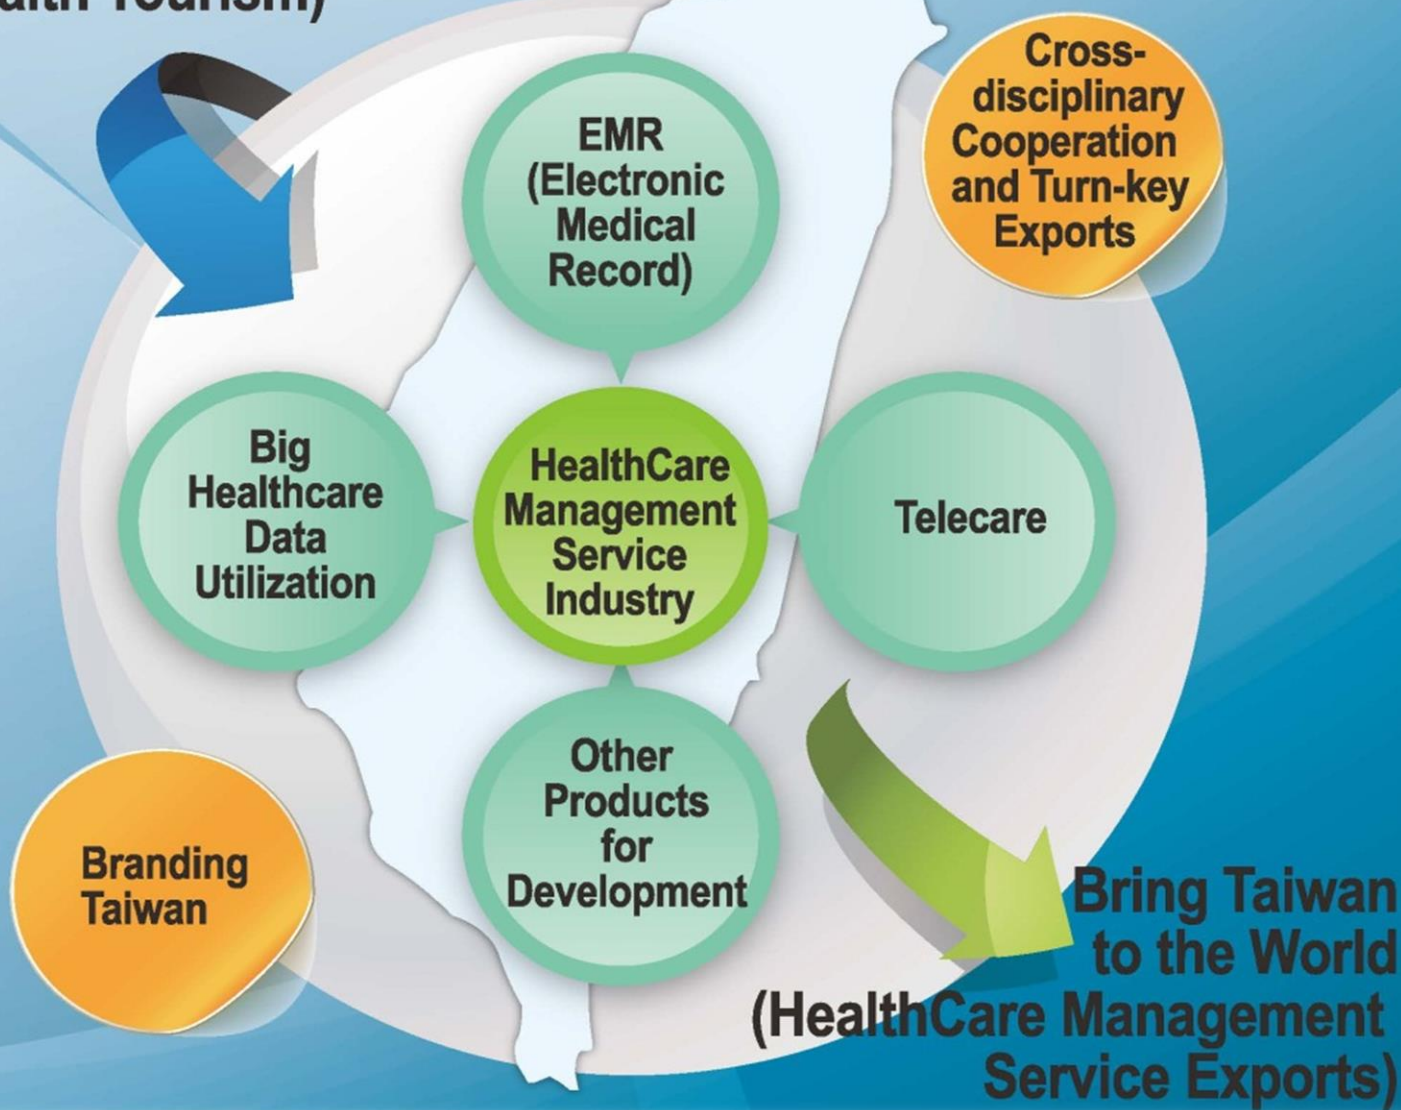 Tourism)
Cross-
disciplinary
Cooperation
and Turn-key
Exports
EMR
(Electronic
Medical
Record)
Big
Healthcare
Data
Utilization
HealthCare
Management
Service
Industry
Telecare
Other
Products
for
Development
Branding
Taiwan
Bring Taiwan
to the World
(HealthCare Management
Service Exports)